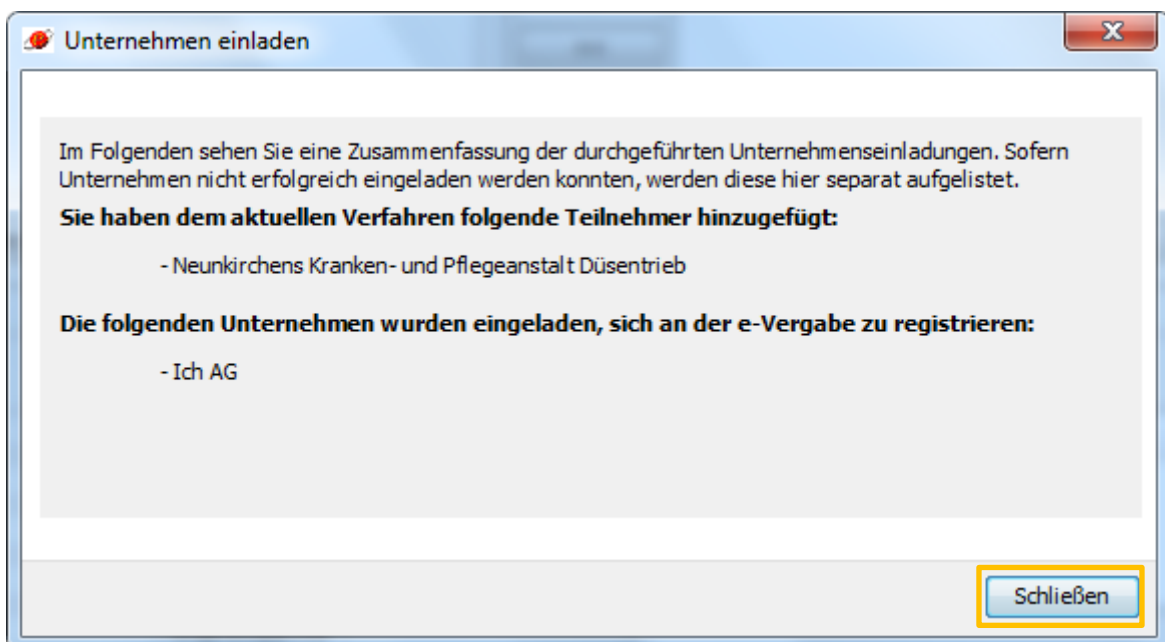 Unternehmen einladen
Im Folgenden sehen Sie eine Zusammenfassung der durchgeführten Unternehmenseinladungen. Sofern
Unternehmen nicht erfolgreich eingeladen werden konnten, werden diese hier separat aufgelistet.
Sie haben dem aktuellen Verfahren folgende Teilnehmer hinzugefügt:
- Neunkirchens Kranken- und Pflegeanstalt Düsentrieb
Die folgenden Unternehmen wurden eingeladen, sich an der e-Vergabe zu registrieren:
- Ich AG
Schließen